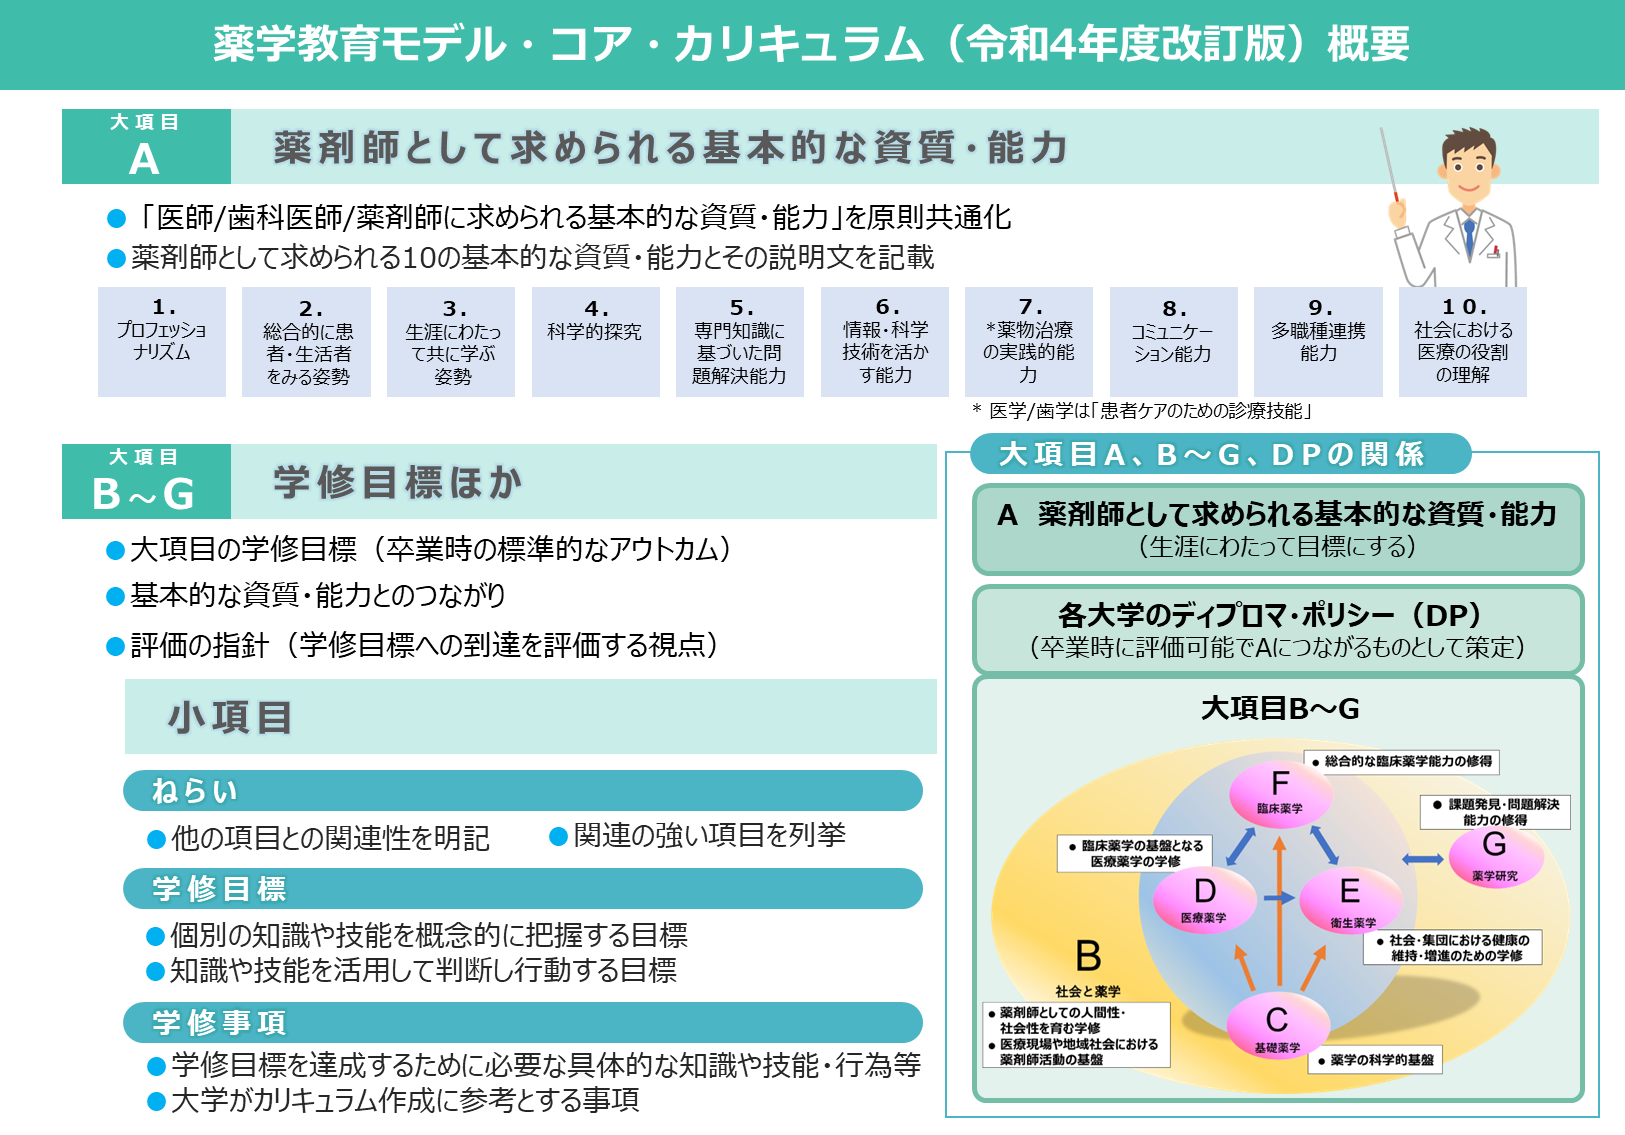 薬学教育モデル・コア・カリキュラム（令和4年度改訂版）概要
大項目
A
薬剤師として求められる基本的な資質・能力
●「医師/歯科医師/薬剤師に求められる基本的な資質・能力」を原則共通化
●薬剤師として求められる10の基本的な資質・能力とその説明文を記載
1.
プロフェッショ
ナリズム
2.
総合的に患
者・生活者
をみる姿勢
3.
生涯にわたっ
て共に学ぶ
姿勢
4.
科学的探究
5.
専門知識に
基づいた問
題解決能力
6.
情報・科学
技術を活か
す能力
7.
*薬物治療
の実践的能
力
8.
コミュニケー
ション能力
9.
多職種連携
能力
10.
社会における
医療の役割
の理解
* 医学/歯学は「患者ケアのための診療技能」
大項目
B～G
学修目標ほか
●大項目の学修目標（卒業時の標準的なアウトカム）
●基本的な資質・能力とのつながり
●評価の指針（学修目標への到達を評価する視点）
小項目
ねらい
●他の項目との関連性を明記
●関連の強い項目を列挙
学修目標
●個別の知識や技能を概念的に把握する目標
●知識や技能を活用して判断し行動する目標
学修事項
●学修目標を達成するために必要な具体的な知識や技能・行為等
●大学がカリキュラム作成に参考とする事項
大項目A、B～G、DPの関係
A 薬剤師として求められる基本的な資質・能力
（生涯にわたって目標にする）
各大学のディプロマ・ポリシー（DP）
（卒業時に評価可能でAにつながるものとして策定）
大項目B～G
● 総合的な臨床薬学能力の修得
F
臨床薬学
● 課題発見・問題解決
能力の修得
G
薬学研究
● 臨床薬学の基盤となる
医療薬学の学修
D
医療薬学
E
衛生薬学
● 社会・集団における健康の
維持・増進のための学修
B
社会と薬学
● 薬剤師としての人間性・
社会性を育む学修
● 医療現場や地域社会における
薬剤師活動の基盤
C
基礎薬学
● 薬学の科学的基盤